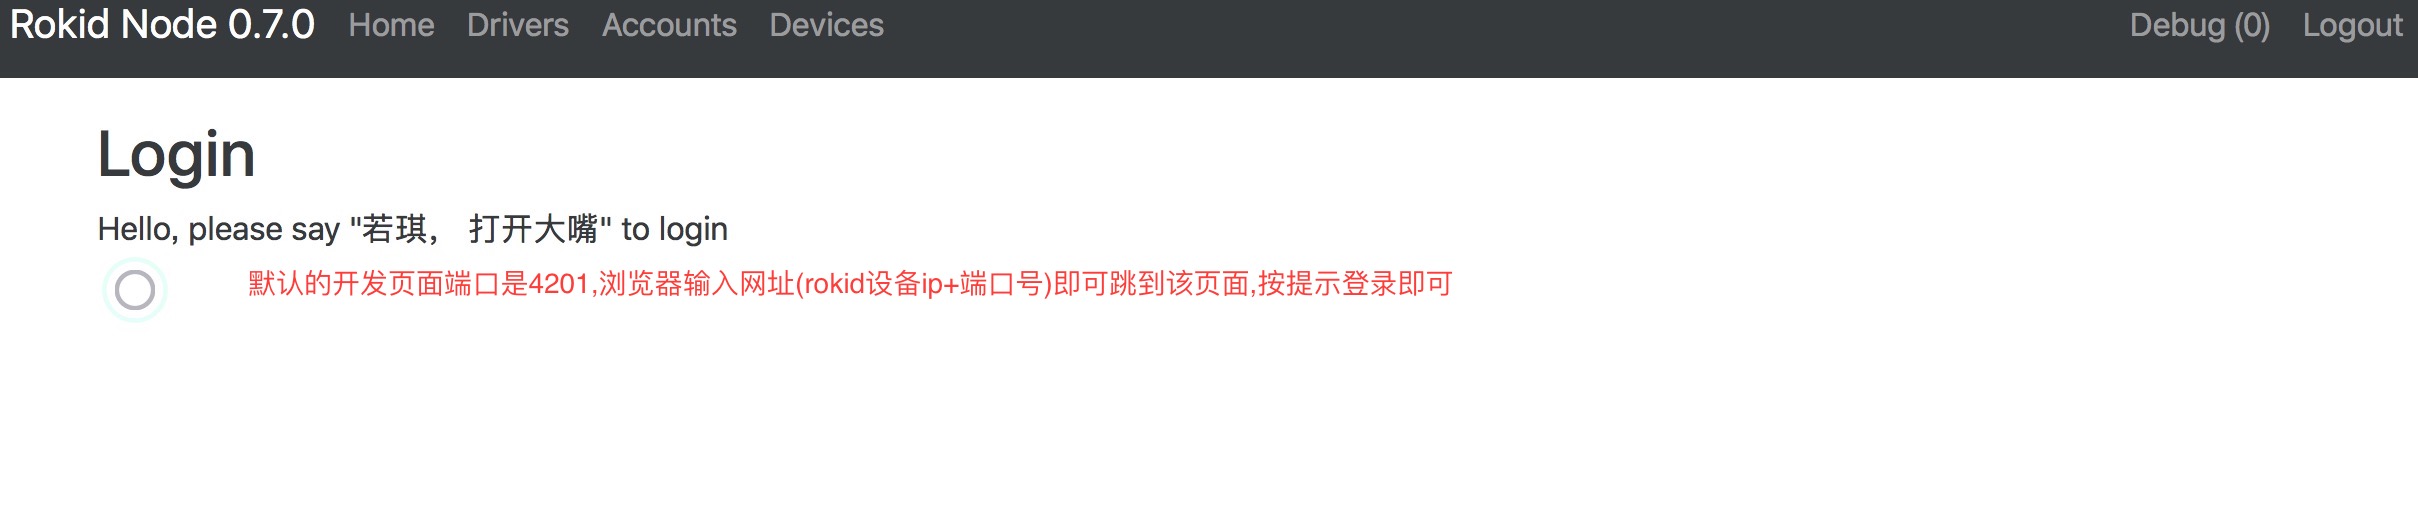 Rokid Node 0.7.0 Home Drivers Accounts Devices Debug (0) Logout
Login
Hello, please say "若琪， 打开大嘴" to login
默认的开发页面端口是4201,浏览器输入网址(rokid设备ip+端口号)即可跳到该页面,按提示登录即可